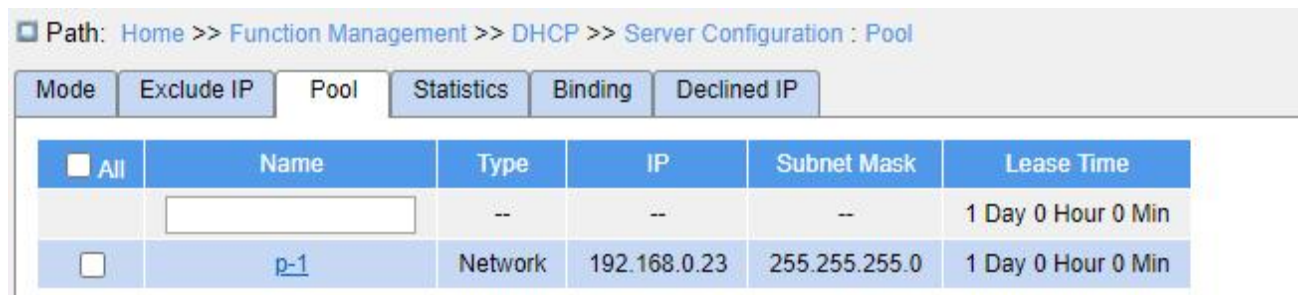 Path: Home >> Function Management >> DHCP >> Server Configuration : Pool
Mode Exclude IP Pool Statistics Binding Declined IP
All Name Type IP Subnet Mask Lease Time
-- -- -- 1 Day 0 Hour 0 Min
p-1 Network 192.168.0.23 255.255.255.0 1 Day 0 Hour 0 Min